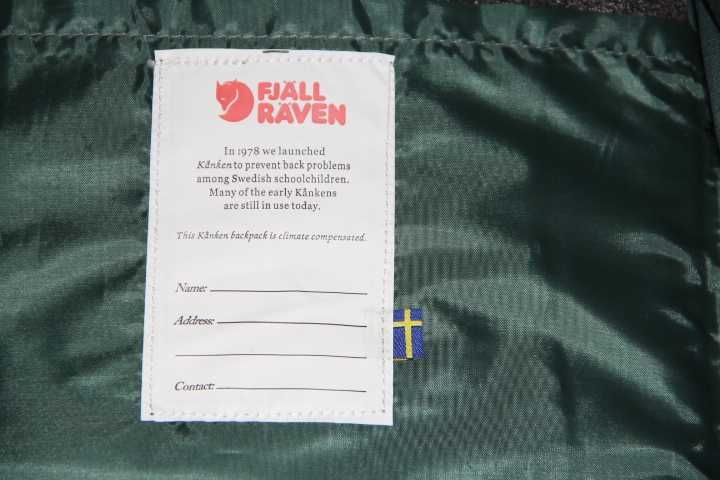 FJÄLL
RÄVEN
In 1978 we launched
Kånken to prevent back problems
among Swedish schoolchildren.
Many of the early Kånkens
are still in use today.
This Kånken backpack is climate compensated.
Name:
Address:
Contact: